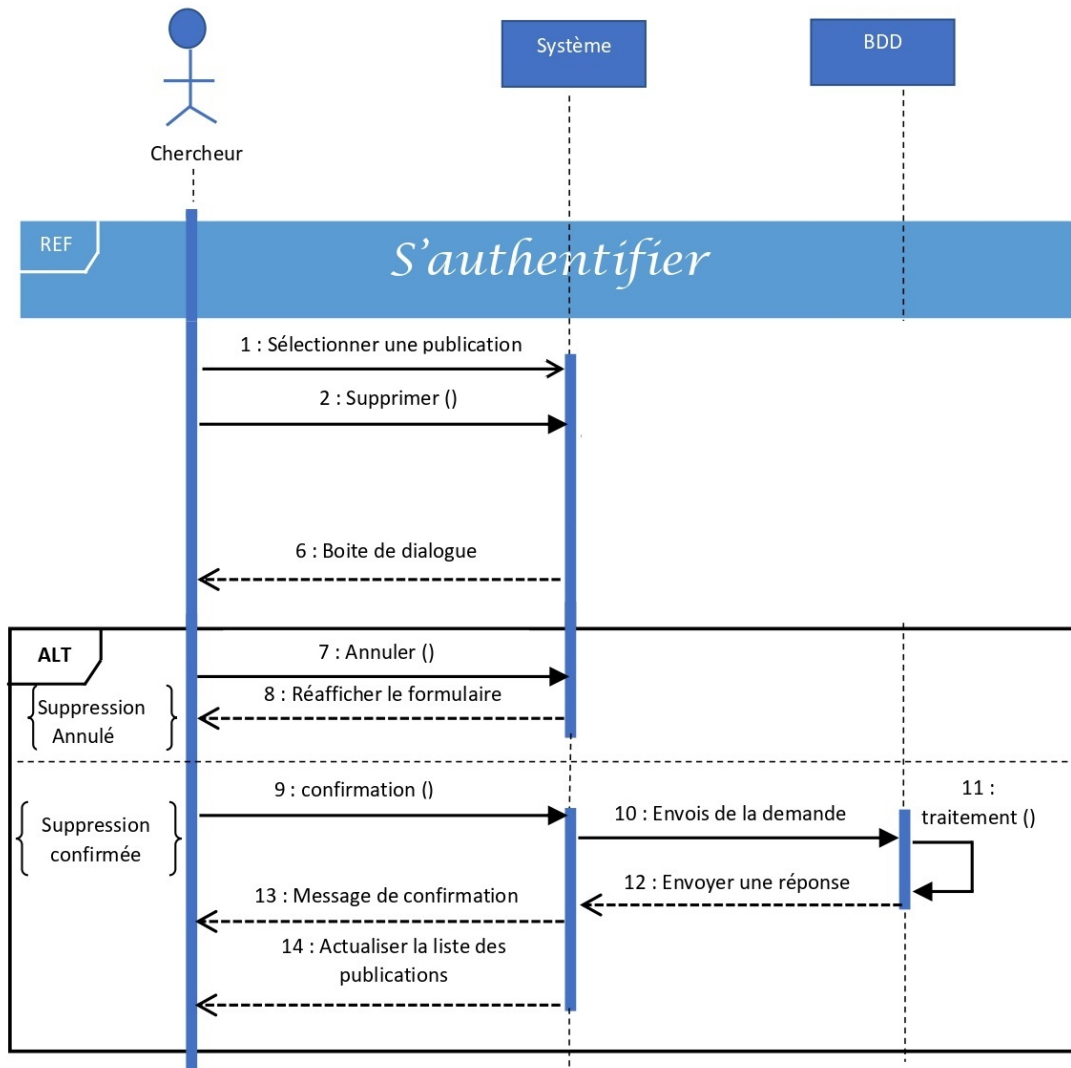 Système
BDD
Chercheur
REF
S'authentifier
1 : Sélectionner une publication
2 : Supprimer ()
6 : Boite de dialogue
ALT
7 : Annuler ()
8 : Réafficher le formulaire
Suppression
Annulé
9 : confirmation ()
10 : Envois de la demande
11 :
traitement ()
Suppression
confirmée
12 : Envoyer une réponse
13 : Message de confirmation
14 : Actualiser la liste des
publications